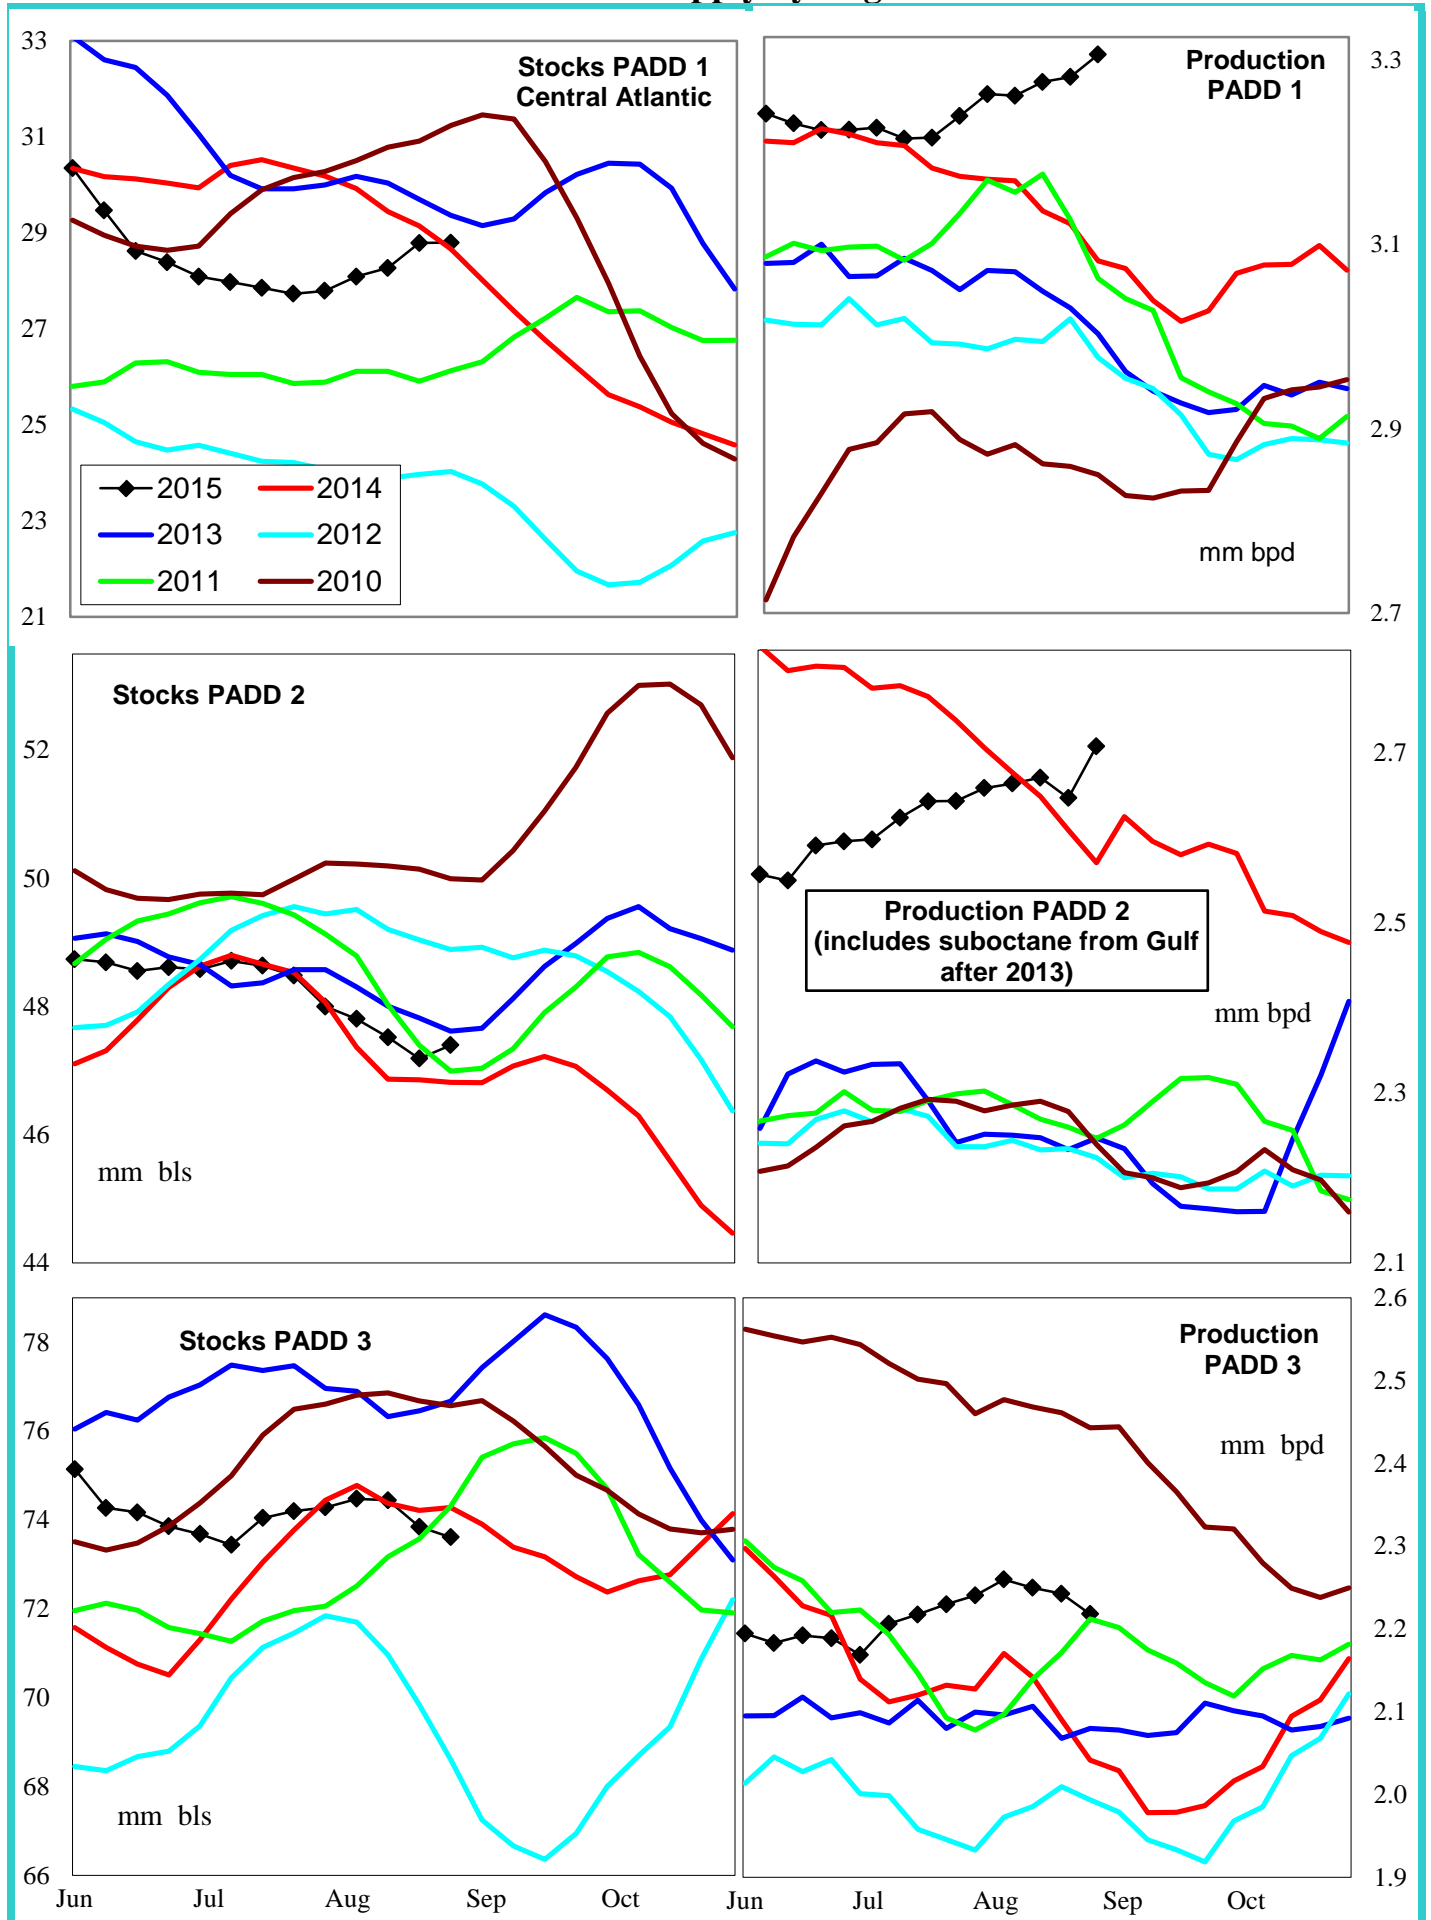 33
31
29
27
25
23
21
Stocks PADD 1
Central Atlantic
2015
2014
2013
2012
2011
2010
Production
PADD 1
mm bpd
3.3
3.1
2.9
2.7
Stocks PADD 2
mm bls
52
50
48
46
44
Production PADD 2
(includes suboctane from Gulf
after 2013)
mm bpd
2.7
2.5
2.3
2.1
Stocks PADD 3
mm bls
78
76
74
72
70
68
66
Jun Jul Aug Sep Oct
Production
PADD 3
mm bpd
2.6
2.5
2.4
2.3
2.2
2.1
2.0
1.9
Jun Jul Aug Sep Oct